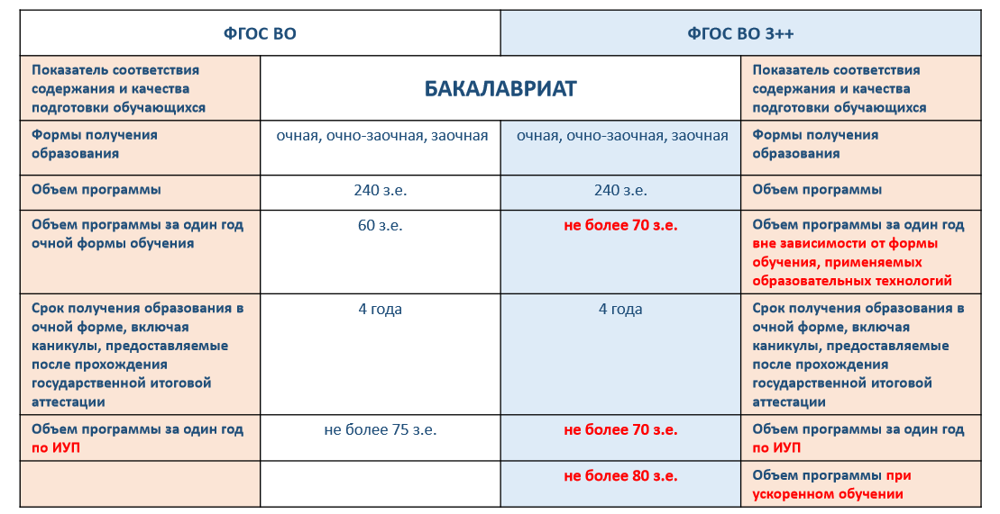 ФГОС ВО
ФГОС ВО 3++
Показатель соответствия
содержания и качества
подготовки обучающихся
БАКАЛАВРИАТ
Показатель соответствия
содержания и качества
подготовки обучающихся
Формы получения
образования
очная, очно-заочная, заочная
очная, очно-заочная, заочная
Формы получения
образования
Объем программы
240 з.е.
240 з.е.
Объем программы
Объем программы за один год
очной формы обучения
60 з.е.
не более 70 з.е.
Объем программы за один год
вне зависимости от формы
обучения, применяемых
образовательных технологий
Срок получения образования в
очной форме, включая
каникулы, предоставляемые
после прохождения
государственной итоговой
аттестации
4 года
4 года
Срок получения образования в
очной форме, включая
каникулы, предоставляемые
после прохождения
государственной итоговой
аттестации
Объем программы за один год
по ИУП
не более 75 з.е.
не более 70 з.е.
Объем программы за один год
по ИУП
не более 80 з.е.
Объем программы при
ускоренном обучении